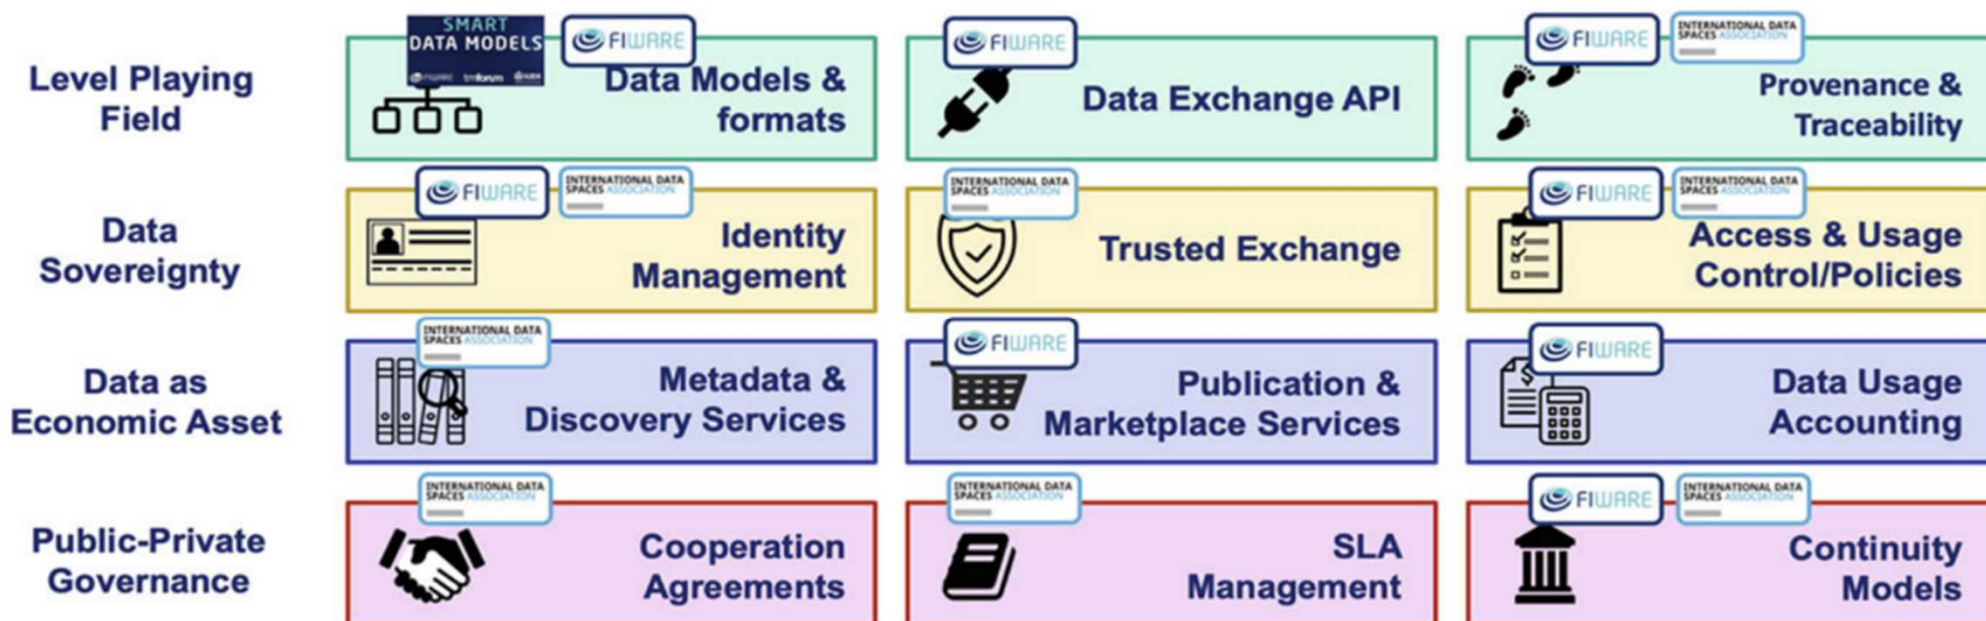 SMART
DATA MODELS
FIWARE
FIWARE
FIWARE
INTERNATIONAL DATA
SPACES ASSOCIATION
Level Playing
Field
Data Models &
formats
Data Exchange API
Provenance &
Traceability
FIWARE
INTERNATIONAL DATA
SPACES ASSOCIATION
INTERNATIONAL DATA
SPACES ASSOCIATION
FIWARE
INTERNATIONAL DATA
SPACES ASSOCIATION
Data
Sovereignty
Identity
Management
Trusted Exchange
Access & Usage
Control/Policies
INTERNATIONAL DATA
SPACES ASSOCIATION
FIWARE
FIWARE
Data as
Economic Asset
Metadata &
Discovery Services
Publication &
Marketplace Services
Data Usage
Accounting
INTERNATIONAL DATA
SPACES ASSOCIATION
INTERNATIONAL DATA
SPACES ASSOCIATION
FIWARE
INTERNATIONAL DATA
SPACES ASSOCIATION
Public-Private
Governance
Cooperation
Agreements
SLA
Management
Continuity
Models